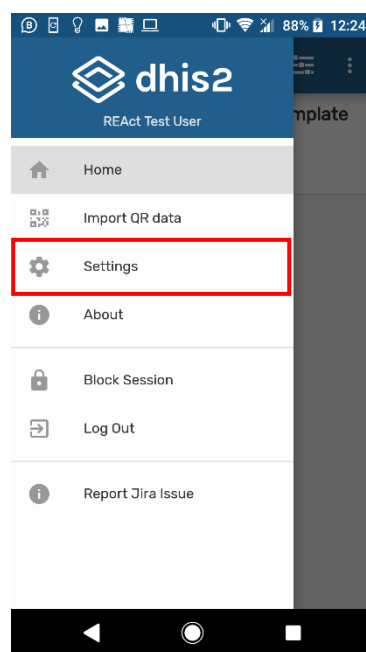 88% 12:24
dhis2
REAct Test User
mplate
Home
Import QR data
Settings
About
Block Session
Log Out
Report Jira Issue